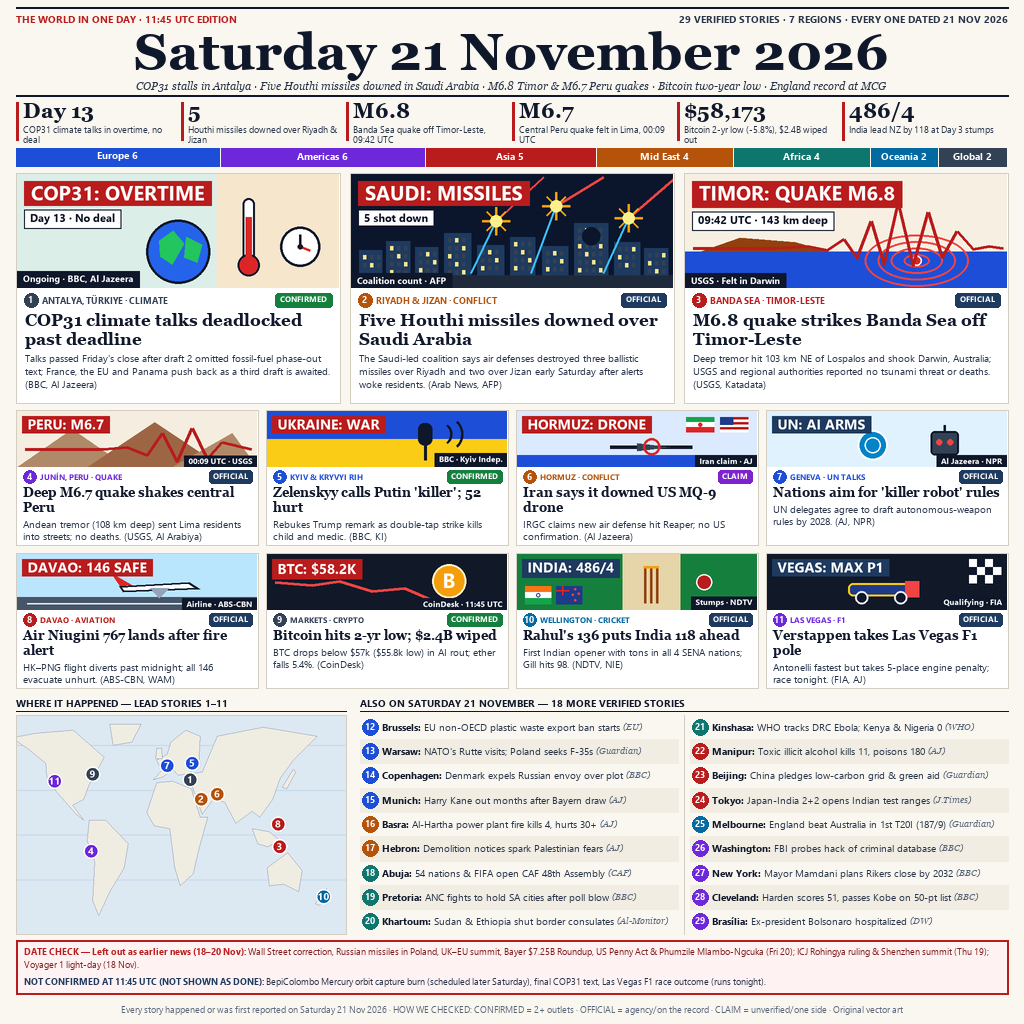 THE WORLD IN ONE DAY · 11:45 UTC EDITION
29 VERIFIED STORIES · 7 REGIONS · EVERY ONE DATED 21 NOV 2026
Saturday 21 November 2026
COP31 stalls in Antalya · Five Houthi missiles downed in Saudi Arabia · M6.8 Timor & M6.7 Peru quakes · Bitcoin two-year low · England record at MCG
Day 13
COP31 climate talks in overtime, no
deal
5
Houthi missiles downed over Riyadh &
Jizan
M6.8
Banda Sea quake off Timor-Leste,
09:42 UTC
M6.7
Central Peru quake felt in Lima, 00:09
UTC
$58,173
Bitcoin 2-yr low (-5.8%), $2.4B wiped
out
486/4
India lead NZ by 118 at Day 3 stumps
Europe 6
Americas 6
Asia 5
Mid East 4
Africa 4
Oceania 2
Global 2
COP31: OVERTIME
Day 13 · No deal
Ongoing · BBC, Al Jazeera
1 ANTALYA, TÜRKIYE · CLIMATE
CONFIRMED
COP31 climate talks deadlocked
past deadline
Talks passed Friday's close after draft 2 omitted fossil-fuel phase-out
text; France, the EU and Panama push back as a third draft is awaited.
(BBC, Al Jazeera)
SAUDI: MISSILES
5 shot down
Coalition count · AFP
2 RIYADH & JIZAN · CONFLICT
OFFICIAL
Five Houthi missiles downed over
Saudi Arabia
The Saudi-led coalition says air defenses destroyed three ballistic
missiles over Riyadh and two over Jizan early Saturday after alerts
woke residents. (Arab News, AFP)
TIMOR: QUAKE M6.8
09:42 UTC · 143 km deep
USGS · Felt in Darwin
3 BANDA SEA · TIMOR-LESTE
OFFICIAL
M6.8 quake strikes Banda Sea off
Timor-Leste
Deep tremor hit 103 km NE of Lospalos and shook Darwin, Australia;
USGS and regional authorities reported no tsunami threat or deaths.
(USGS, Katadata)
PERU: M6.7
00:09 UTC · USGS
4 JUNÍN, PERU · QUAKE
OFFICIAL
Deep M6.7 quake shakes central
Peru
Andean tremor (108 km deep) sent Lima residents
into streets; no deaths. (USGS, Al Arabiya)
UKRAINE: WAR
BBC · Kyiv Indep.
5 KYIV & KRYVYI RIH
CONFIRMED
Zelenskyy calls Putin 'killer'; 52
hurt
Rebukes Trump remark as double-tap strike kills
child and medic. (BBC, KI)
HORMUZ: DRONE
Iran claim · AJ
6 HORMUZ · CONFLICT
CLAIM
Iran says it downed US MQ-9
drone
IRGC claims new air defense hit Reaper; no US
confirmation. (Al Jazeera)
UN: AI ARMS
Al Jazeera · NPR
7 GENEVA · UN TALKS
OFFICIAL
Nations aim for 'killer robot' rules
UN delegates agree to draft autonomous-weapon
rules by 2028. (AJ, NPR)
DAVAO: 146 SAFE
Airline · ABS-CBN
8 DAVAO · AVIATION
OFFICIAL
Air Niugini 767 lands after fire
alert
HK–PNG flight diverts past midnight; all 146
evacuate unhurt. (ABS-CBN, WAM)
BTC: $58.2K
B
CoinDesk · 11:45 UTC
9 MARKETS · CRYPTO
CONFIRMED
Bitcoin hits 2-yr low; $2.4B wiped
BTC drops below $57k ($55.8k low) in AI rout; ether
falls 5.4%. (CoinDesk)
INDIA: 486/4
Stumps · NDTV
10 WELLINGTON · CRICKET
OFFICIAL
Rahul's 136 puts India 118 ahead
First Indian opener with tons in all 4 SENA nations;
Gill hits 98. (NDTV, NIE)
VEGAS: MAX P1
Qualifying · FIA
11 LAS VEGAS · F1
OFFICIAL
Verstappen takes Las Vegas F1
pole
Antonelli fastest but takes 5-place engine penalty;
race tonight. (FIA, AJ)
WHERE IT HAPPENED — LEAD STORIES 1–11
11
9
7
5
1
2
6
4
8
3
10
ALSO ON SATURDAY 21 NOVEMBER — 18 MORE VERIFIED STORIES
12 Brussels: EU non-OECD plastic waste export ban starts (EU)
13 Warsaw: NATO's Rutte visits; Poland seeks F-35s (Guardian)
14 Copenhagen: Denmark expels Russian envoy over plot (BBC)
15 Munich: Harry Kane out months after Bayern draw (AJ)
16 Basra: Al-Hartha power plant fire kills 4, hurts 30+ (AJ)
17 Hebron: Demolition notices spark Palestinian fears (AJ)
18 Abuja: 54 nations & FIFA open CAF 48th Assembly (CAF)
19 Pretoria: ANC fights to hold SA cities after poll blow (BBC)
20 Khartoum: Sudan & Ethiopia shut border consulates (Al-Monitor)
21 Kinshasa: WHO tracks DRC Ebola; Kenya & Nigeria 0 (WHO)
22 Manipur: Toxic illicit alcohol kills 11, poisons 180 (AJ)
23 Beijing: China pledges low-carbon grid & green aid (Guardian)
24 Tokyo: Japan-India 2+2 opens Indian test ranges (J.Times)
25 Melbourne: England beat Australia in 1st T20I (187/9) (Guardian)
26 Washington: FBI probes hack of criminal database (BBC)
27 New York: Mayor Mamdani plans Rikers close by 2032 (BBC)
28 Cleveland: Harden scores 51, passes Kobe on 50-pt list (BBC)
29 Brasília: Ex-president Bolsonaro hospitalized (DW)
DATE CHECK — Left out as earlier news (18–20 Nov): Wall Street correction, Russian missiles in Poland, UK–EU summit, Bayer $7.25B Roundup, US Penny Act & Phumzile Mlambo-Ngcuka (Fri 20); ICJ Rohingya ruling & Shenzhen summit (Thu 19);
Voyager 1 light-day (18 Nov).
NOT CONFIRMED AT 11:45 UTC (NOT SHOWN AS DONE): BepiColombo Mercury orbit capture burn (scheduled later Saturday), final COP31 text, Las Vegas F1 race outcome (runs tonight).
Every story happened or was first reported on Saturday 21 Nov 2026 · HOW WE CHECKED: CONFIRMED = 2+ outlets · OFFICIAL = agency/on the record · CLAIM = unverified/one side · Original vector art